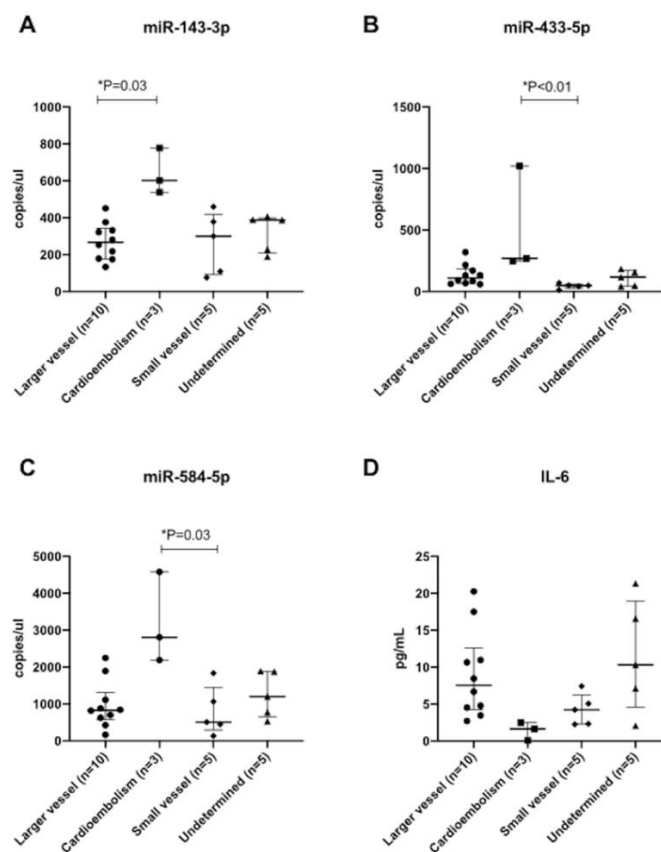 A
miR-143-3p
*P=0.03
1000
800
600
400
200
0
copies/ul
Larger vessel (n=10)
Cardioembolism (n=3)
Small vessel (n=5)
Undetermined (n=5)
B
miR-433-5p
*P<0.01
1500
1000
500
0
copies/ul
Larger vessel (n=10)
Cardioembolism (n=3)
Small vessel (n=5)
Undetermined (n=5)
C
miR-584-5p
*P=0.03
5000
4000
3000
2000
1000
0
copies/ul
Larger vessel (n=10)
Cardioembolism (n=3)
Small vessel (n=5)
Undetermined (n=5)
D
IL-6
25
20
15
10
5
0
pg/mL
Larger vessel (n=10)
Cardioembolism (n=3)
Small vessel (n=5)
Undetermined (n=5)